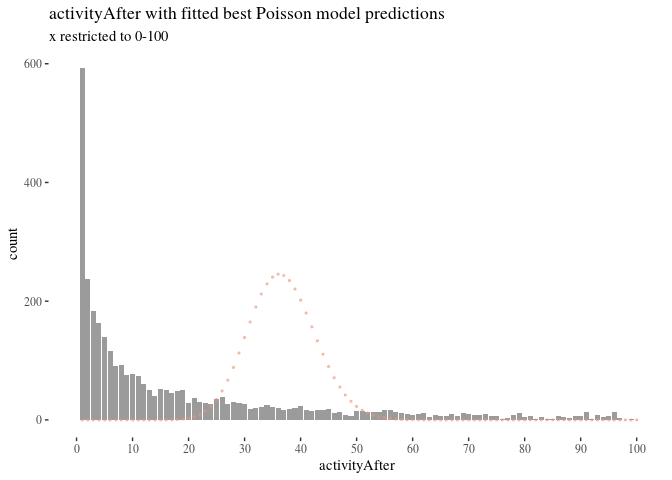 activityAfter with fitted best Poisson model predictions
x restricted to 0-100
600
400
200
0
count
0 10 20 30 40 50 60 70 80 90 100
activityAfter